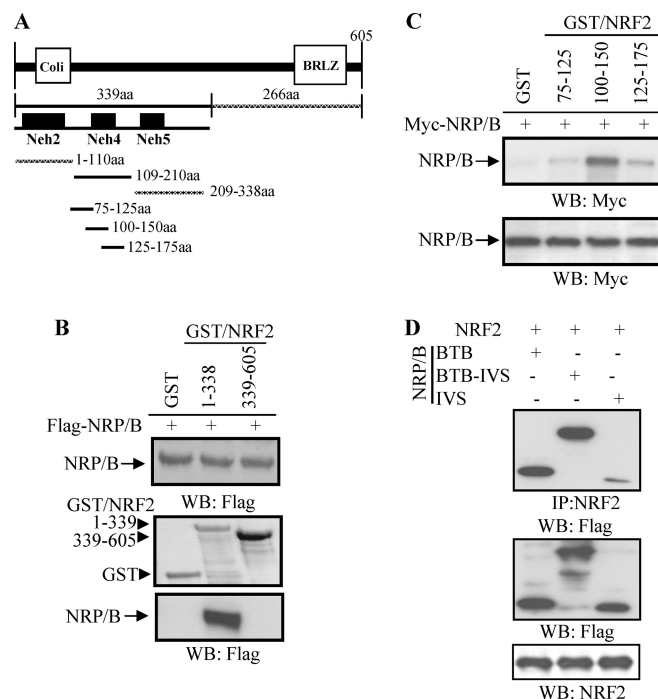 A
605
Coli
BRLZ
339aa
266aa
Neh2 Neh4 Neh5
1-110aa
109-210aa
209-338aa
75-125aa
100-150aa
125-175aa
B
GST/NRF2
GST
1-338
339-605
Flag-NRP/B + + +
NRP/B
WB: Flag
GST/NRF2
1-339
339-605
GST
NRP/B
WB: Flag
C
GST/NRF2
GST
75-125
100-150
125-175
Myc-NRP/B + + + +
NRP/B
WB: Myc
NRP/B
WB: Myc
D
NRF2 + + +
NRP/B
BTB + - -
BTB-IVS - + -
IVS - - +
IP:NRF2
WB: Flag
WB: Flag
WB: NRF2